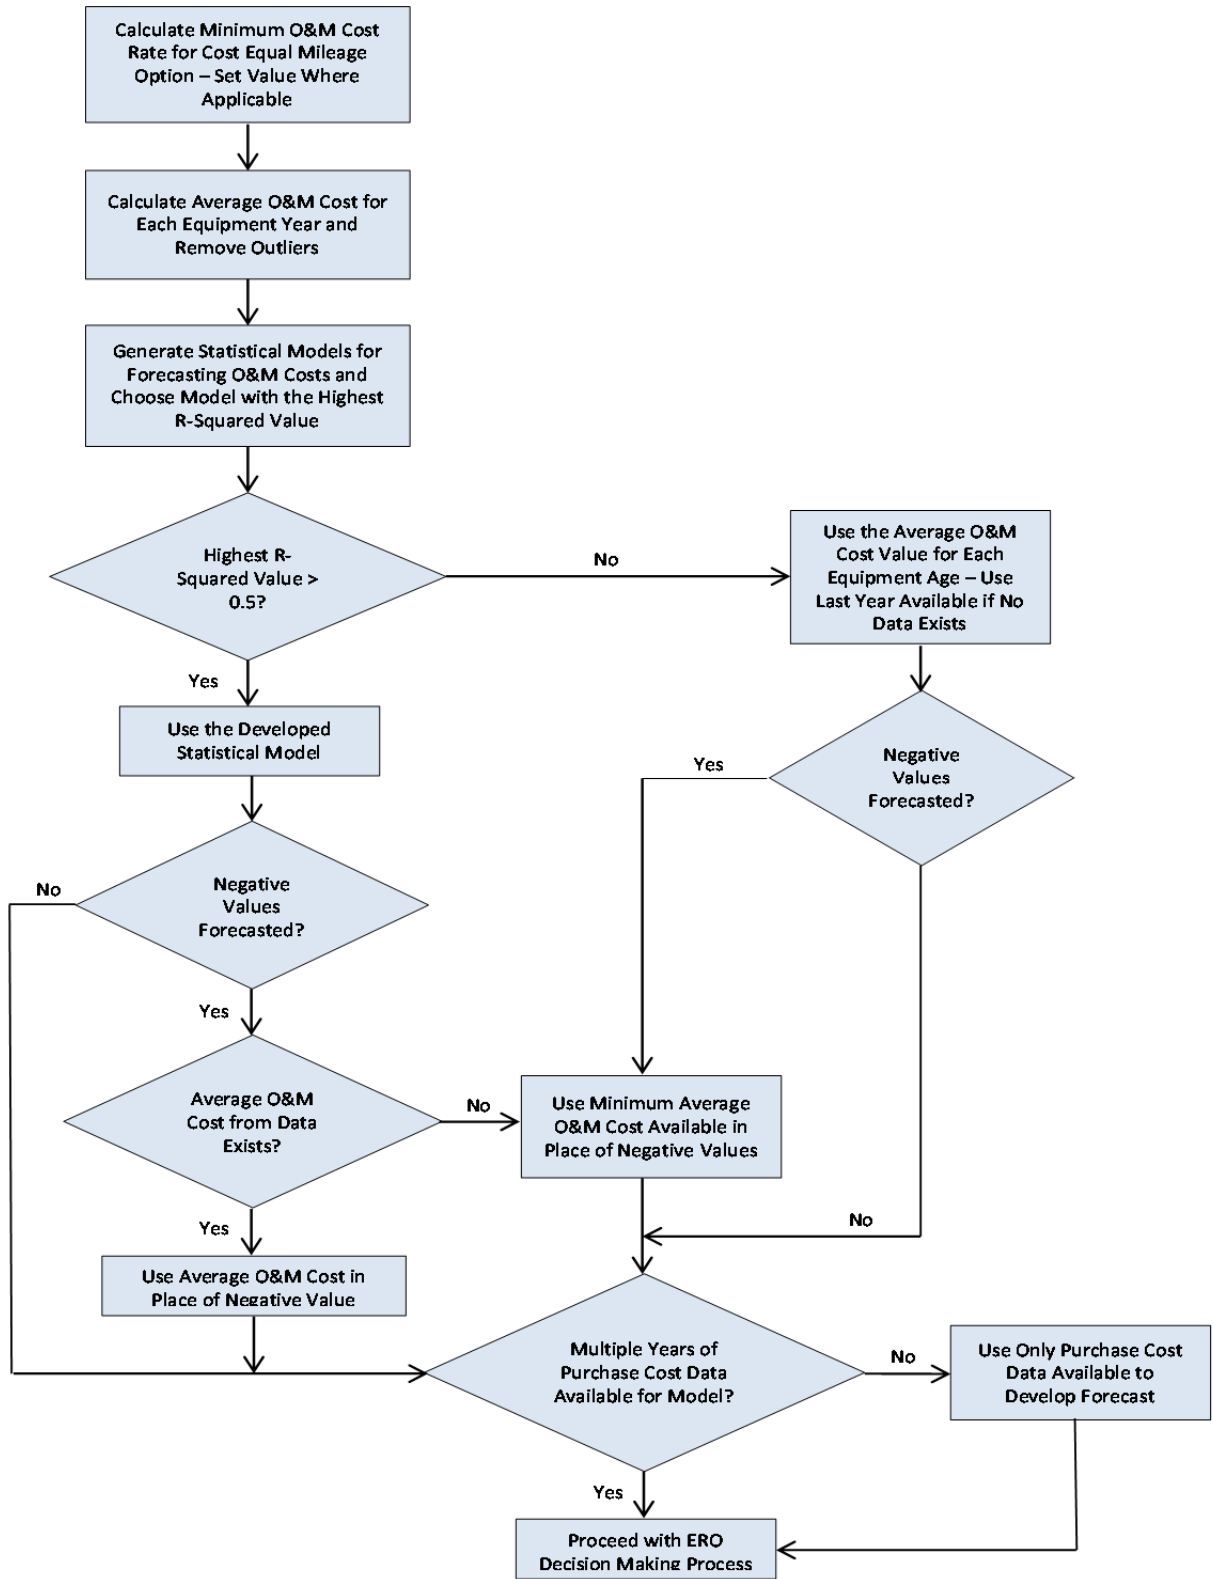 Calculate Minimum O&M Cost
Rate for Cost Equal Mileage
Option – Set Value Where
Applicable
Calculate Average O&M Cost for
Each Equipment Year and
Remove Outliers
Generate Statistical Models for
Forecasting O&M Costs and
Choose Model with the Highest
R-Squared Value
Highest R-
Squared Value >
0.5?
No
Use the Average O&M
Cost Value for Each
Equipment Age – Use
Last Year Available if No
Data Exists
Yes
Use the Developed
Statistical Model
Negative
Values
Forecasted?
Yes
Negative
Values
Forecasted?
No
Yes
Average O&M
Cost from Data
Exists?
No
Use Minimum Average
O&M Cost Available in
Place of Negative Values
No
Yes
Use Average O&M Cost in
Place of Negative Value
Multiple Years of
Purchase Cost Data
Available for Model?
No
Use Only Purchase Cost
Data Available to
Develop Forecast
Yes
Proceed with ERO
Decision Making Process